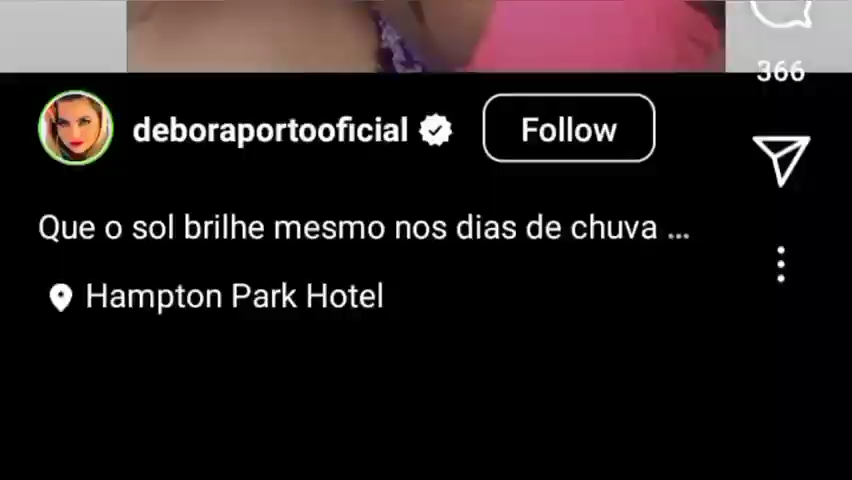 366
deboraportooficial
Follow
Que o sol brilhe mesmo nos dias de chuva ...
Hampton Park Hotel